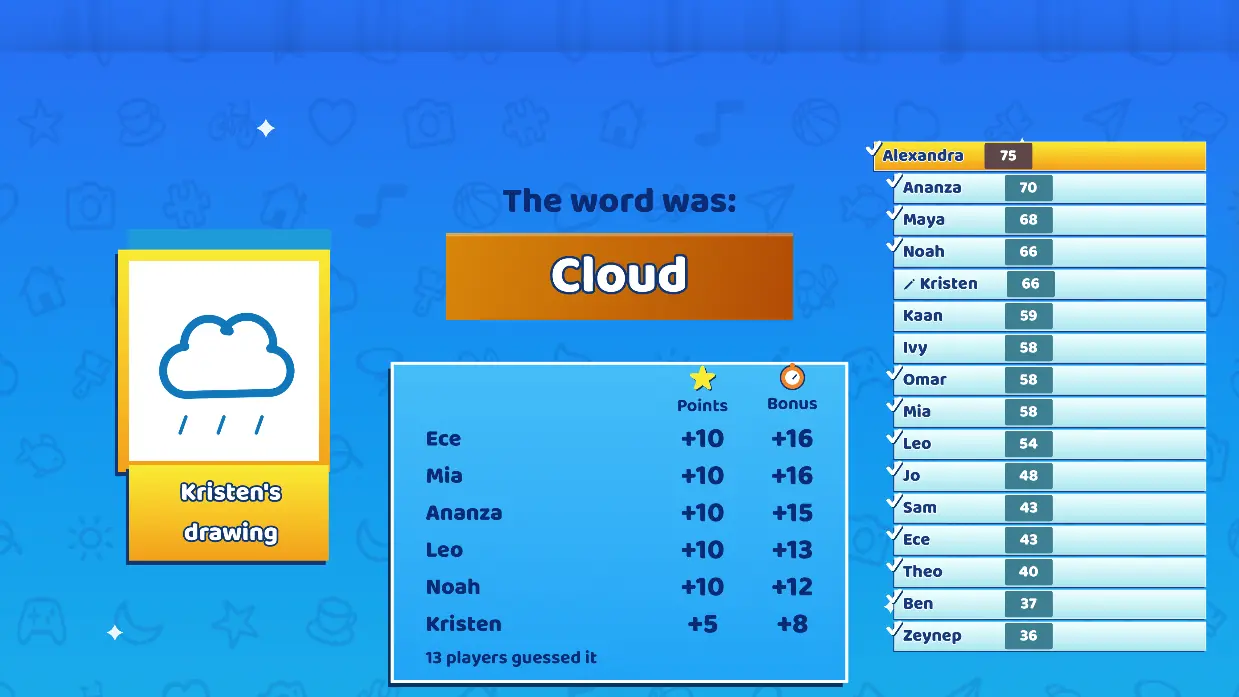 The word was:
Cloud
Kristen's
drawing
Points Bonus
Ece +10 +16
Mia +10 +16
Ananza +10 +15
Leo +10 +13
Noah +10 +12
Kristen +5 +8
13 players guessed it
Alexandra 75
Ananza 70
Maya 68
Noah 66
Kristen 66
Kaan 59
Ivy 58
Omar 58
Mia 58
Leo 54
Jo 48
Sam 43
Ece 43
Theo 40
Ben 37
Zeynep 36